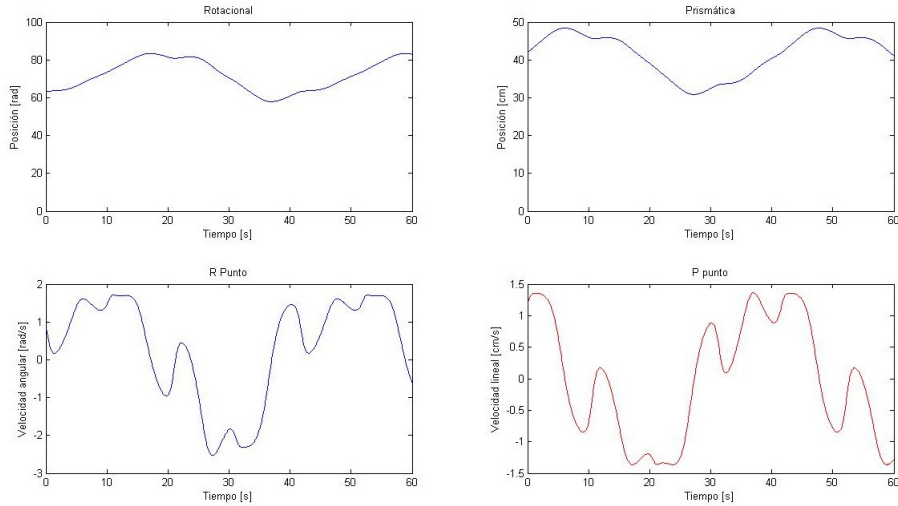 Rotacional
Posición [rad]
100
80
60
40
20
0
0 10 20 30 40 50 60
Tiempo [s]
Prismática
Posición [cm]
50
40
30
20
10
0
0 10 20 30 40 50 60
Tiempo [s]
R Punto
Velocidad angular [rad/s]
2
1
0
-1
-2
-3
0 10 20 30 40 50 60
Tiempo [s]
P punto
Velocidad lineal [cm/s]
1.5
1
0.5
0
-0.5
-1
-1.5
0 10 20 30 40 50 60
Tiempo [s]